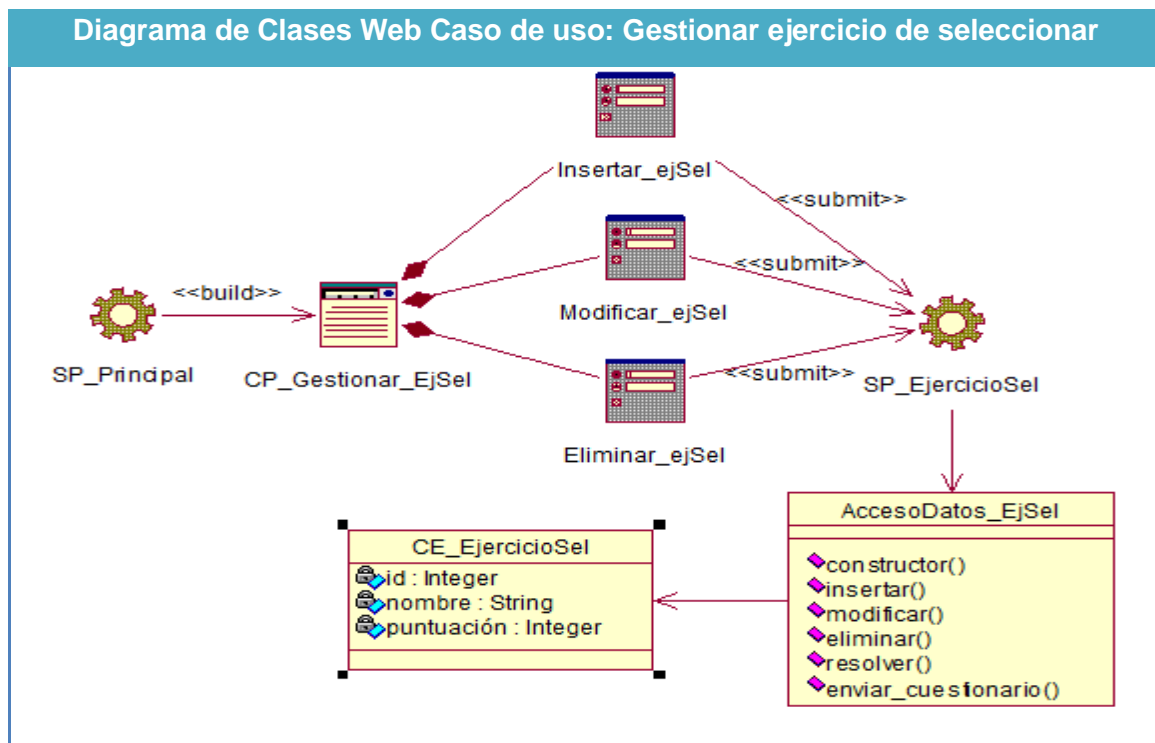 Diagrama de Clases Web Caso de uso: Gestionar ejercicio de seleccionar
Insertar_ejSel
<<submit>>
<<build>>
Modificar_ejSel
<<submit>>
SP_Principal
CP_Gestionar_EjSel
<<submit>>
SP_EjercicioSel
Eliminar_ejSel
AccesoDatos_EjSel
constructor()
insertar()
modificar()
eliminar()
resolver()
enviar_cuestionario()
CE_EjercicioSel
id : Integer
nombre : String
puntuación : Integer